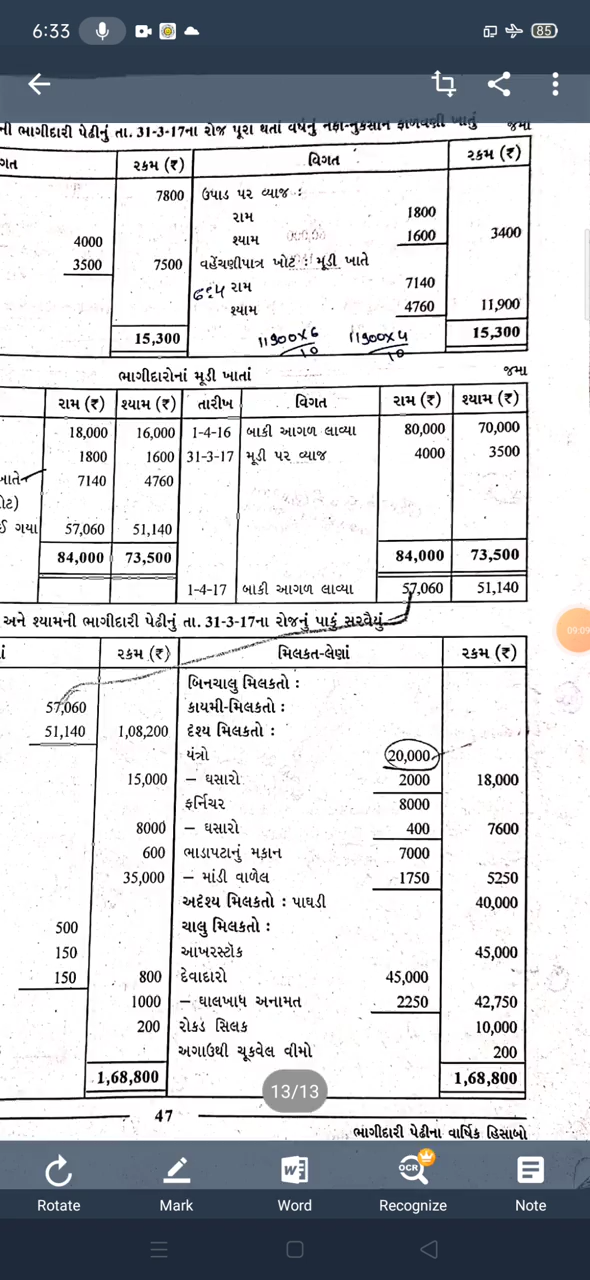 6:33
85
ની ભાગીદારી પેઢીનું તા. 31-3-17ના રોજ પૂરા થતાં વર્ષનું નફા-નુકસાન ફાળવણી ખાતું જમા
ગત રકમ (₹) વિગત રકમ (₹)
7800 ઉપાડ પર વ્યાજ :
રામ 1800
4000 શ્યામ 1600 3400
3500 7500 વહેંચણીપાત્ર ખોટ : મૂડી ખાતે
6:4 રામ 7140
શ્યામ 4760 11,900
15,300 11900×6 11900×4 15,300
10 10
ભાગીદારોનાં મૂડી ખાતાં જમા
રામ (₹) શ્યામ (₹) તારીખ વિગત રામ (₹) શ્યામ (₹)
18,000 16,000 1-4-16 બાકી આગળ લાવ્યા 80,000 70,000
1800 1600 31-3-17 મૂડી પર વ્યાજ 4000 3500
ખાતે 7140 4760
ોટ)
ઈ ગયા 57,060 51,140
84,000 73,500 84,000 73,500
1-4-17 બાકી આગળ લાવ્યા 57,060 51,140
અને શ્યામની ભાગીદારી પેઢીનું તા. 31-3-17ના રોજનું પાકું સરવૈયું
ાં રકમ (₹) મિલકત-લેણાં રકમ (₹)
બિનચાલુ મિલકતો :
57,060 કાયમી-મિલકતો :
51,140 1,08,200 દૃશ્ય મિલકતો :
યંત્રો 20,000
15,000 – ઘસારો 2000 18,000
ફર્નિચર 8000
8000 – ઘસારો 400 7600
600 ભાડાપટાનું મકાન 7000
35,000 – માંડી વાળેલ 1750 5250
અદૃશ્ય મિલકતો : પાઘડી 40,000
500 ચાલુ મિલકતો :
150 આખરસ્ટૉક 45,000
150 800 દેવાદારો 45,000
1000 – ઘાલખાધ અનામત 2250 42,750
200 રોકડ સિલક 10,000
અગાઉથી ચૂકવેલ વીમો 200
1,68,800 1,68,800
13/13
47
ભાગીદારી પેઢીના વાર્ષિક હિસાબો
09:09
W OCR
Rotate Mark Word Recognize Note